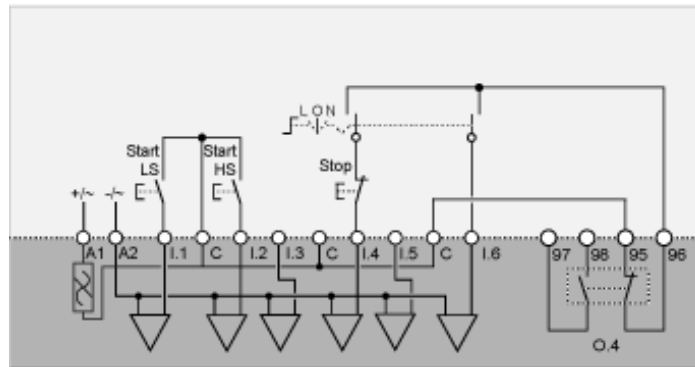 L O N
Start
LS
Start
HS
Stop
+/~
-/~
A1 A2 I.1 C I.2 I.3 C I.4 I.5 C I.6 97 98 95 96
O.4